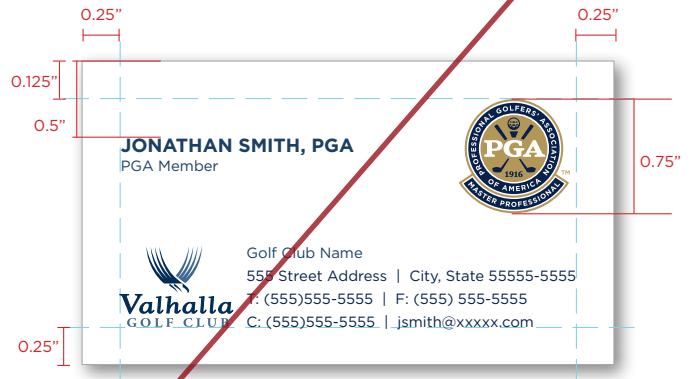 0.25”
0.25”
0.125”
0.5”
JONATHAN SMITH, PGA
PGA Member
PROFESSIONAL GOLFERS' ASSOCIATION
PGA
1916
OF AMERICA
MASTER PROFESSIONAL
TM
0.75”
Golf Club Name
555 Street Address | City, State 55555-5555
Valhalla
GOLF CLUB
T: (555)555-5555 | F: (555) 555-5555
C: (555)555-5555 | jsmith@xxxxx.com
0.25”